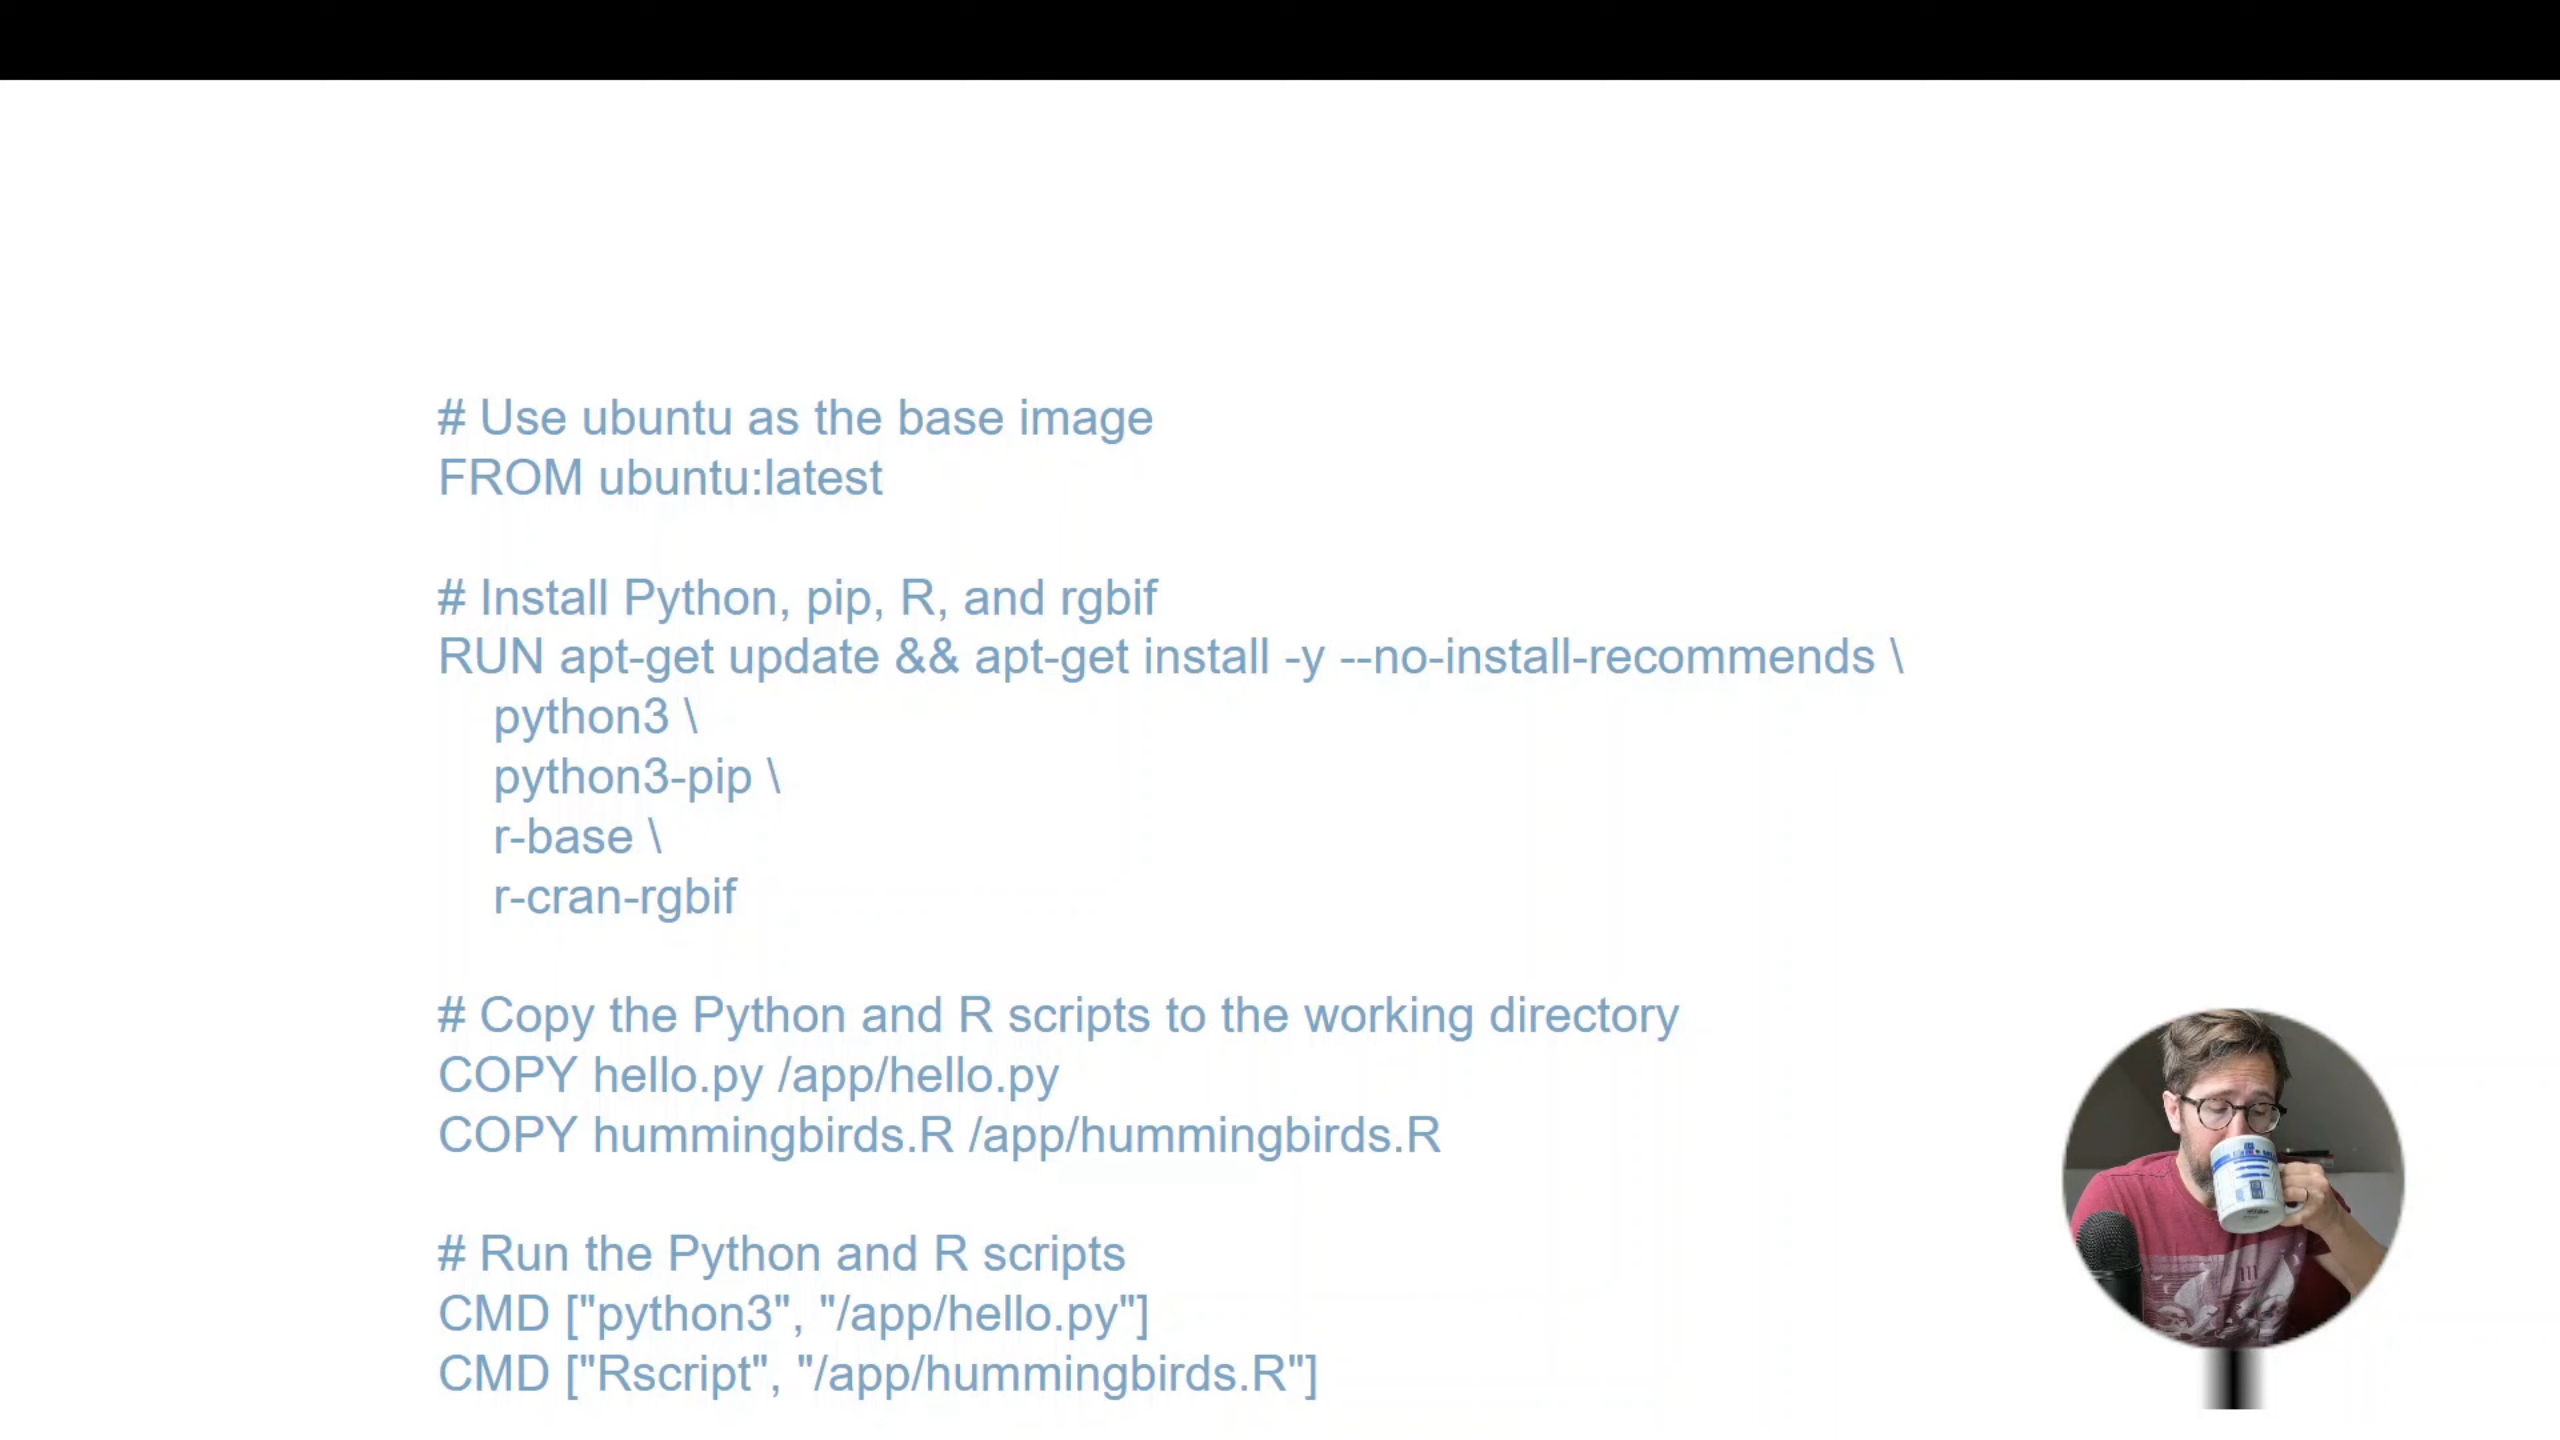 # Use ubuntu as the base image
FROM ubuntu:latest
# Install Python, pip, R, and rgbif
RUN apt-get update && apt-get install -y --no-install-recommends \
python3 \
python3-pip \
r-base \
r-cran-rgbif
# Copy the Python and R scripts to the working directory
COPY hello.py /app/hello.py
COPY hummingbirds.R /app/hummingbirds.R
# Run the Python and R scripts
CMD ["python3", "/app/hello.py"]
CMD ["Rscript", "/app/hummingbirds.R"]